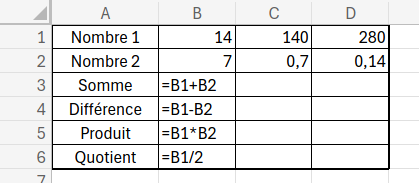 A B C D
1 Nombre 1 14 140 280
2 Nombre 2 7 0,7 0,14
3 Somme =B1+B2
4 Différence =B1-B2
5 Produit =B1*B2
6 Quotient =B1/2
7